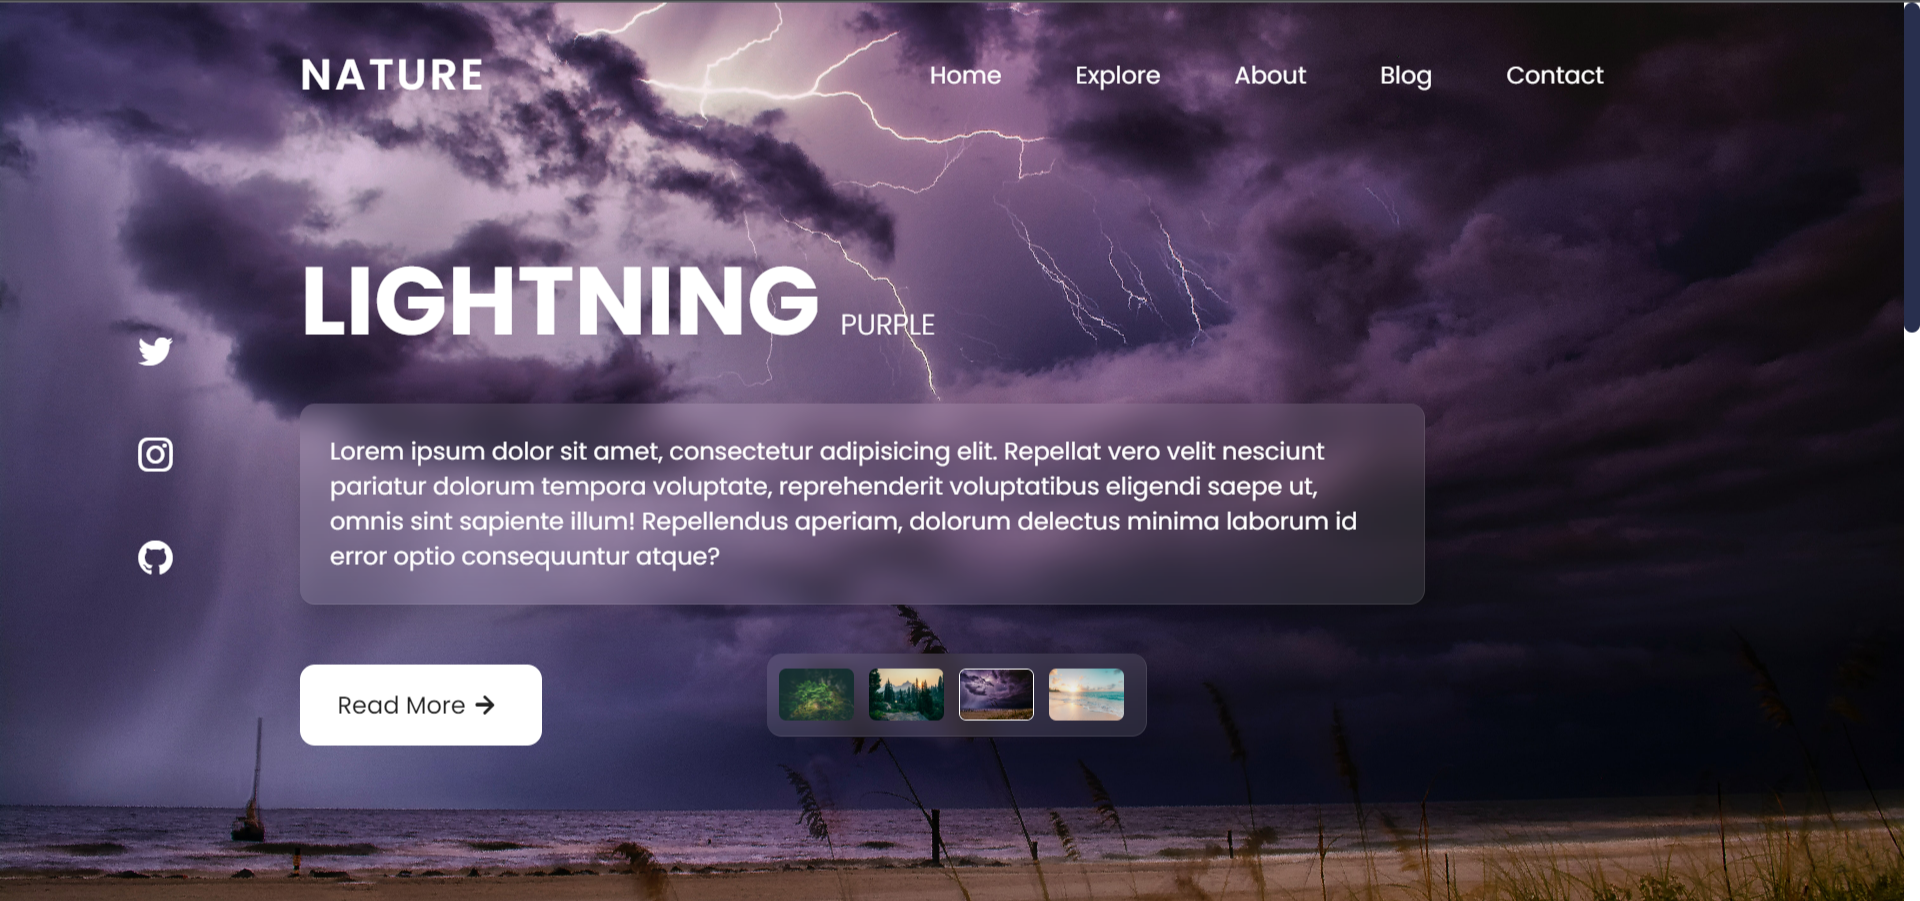 NATURE
Home
Explore
About
Blog
Contact
LIGHTNING PURPLE
Lorem ipsum dolor sit amet, consectetur adipisicing elit. Repellat vero velit nesciunt
pariatur dolorum tempora voluptate, reprehenderit voluptatibus eligendi saepe ut,
omnis sint sapiente illum! Repellendus aperiam, dolorum delectus minima laborum id
error optio consequuntur atque?
Read More